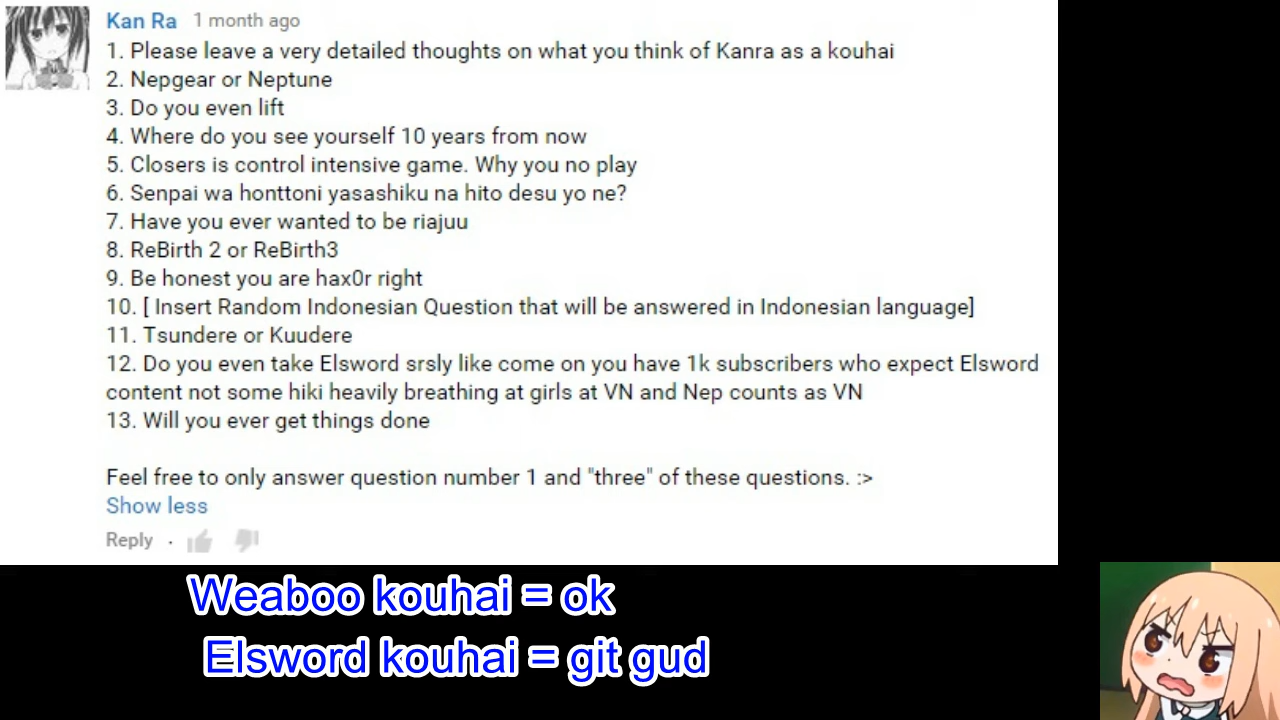 Kan Ra 1 month ago
1. Please leave a very detailed thoughts on what you think of Kanra as a kouhai
2. Nepgear or Neptune
3. Do you even lift
4. Where do you see yourself 10 years from now
5. Closers is control intensive game. Why you no play
6. Senpai wa honttoni yasashiku na hito desu yo ne?
7. Have you ever wanted to be riajuu
8. ReBirth 2 or ReBirth3
9. Be honest you are hax0r right
10. [ Insert Random Indonesian Question that will be answered in Indonesian language]
11. Tsundere or Kuudere
12. Do you even take Elsword srsly like come on you have 1k subscribers who expect Elsword
content not some hiki heavily breathing at girls at VN and Nep counts as VN
13. Will you ever get things done
Feel free to only answer question number 1 and "three" of these questions. :>
Show less
Reply ·
Weaboo kouhai = ok
Elsword kouhai = git gud